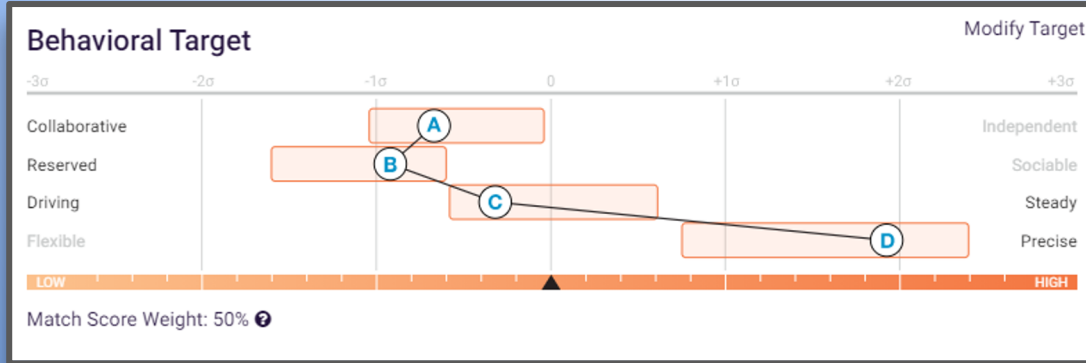 Behavioral Target
Modify Target
-3σ -2σ -1σ 0 +1σ +2σ +3σ
Collaborative A Independent
Reserved B Sociable
Driving C Steady
Flexible D Precise
LOW HIGH
Match Score Weight: 50% ?